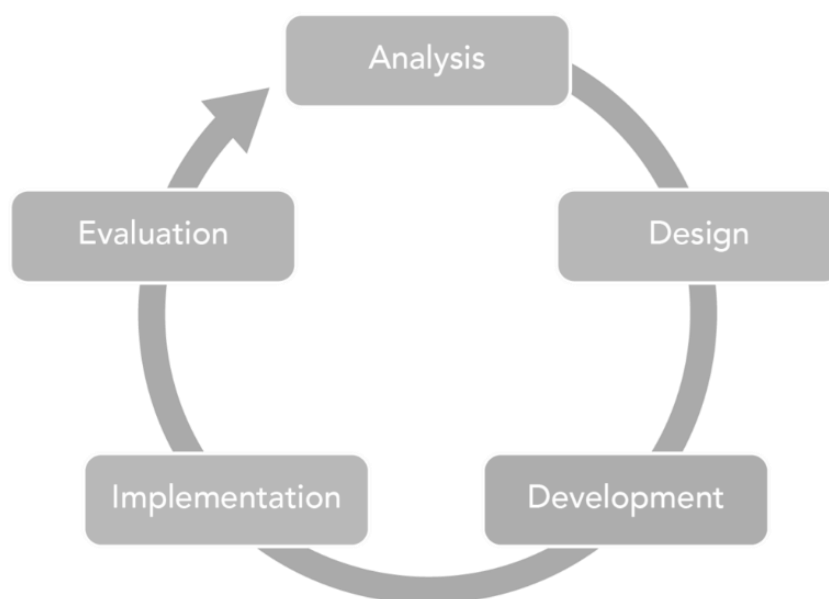 Analysis
Design
Development
Implementation
Evaluation